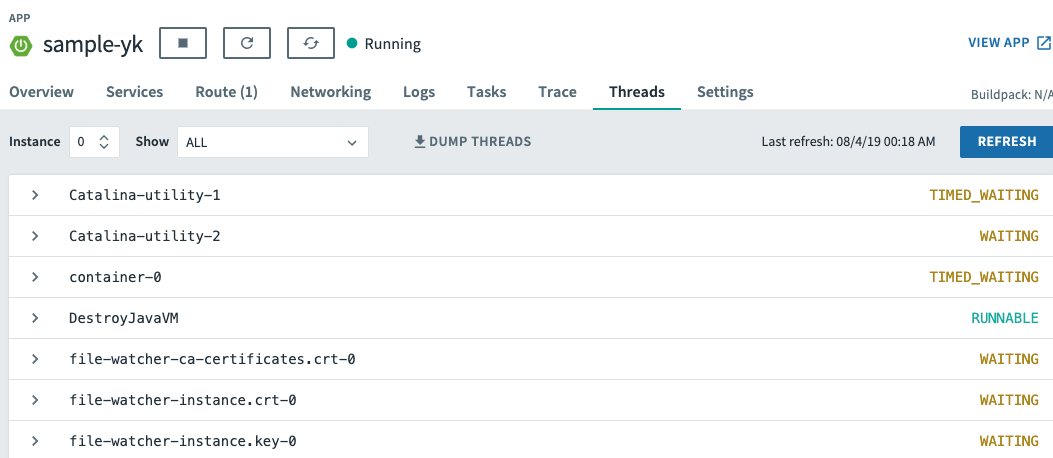 APP
sample-yk Running VIEW APP
Overview Services Route (1) Networking Logs Tasks Trace Threads Settings Buildpack: N/A
Instance 0 Show ALL DUMP THREADS Last refresh: 08/4/19 00:18 AM REFRESH
Catalina-utility-1 TIMED_WAITING
Catalina-utility-2 WAITING
container-0 TIMED_WAITING
DestroyJavaVM RUNNABLE
file-watcher-ca-certificates.crt-0 WAITING
file-watcher-instance.crt-0 WAITING
file-watcher-instance.key-0 WAITING